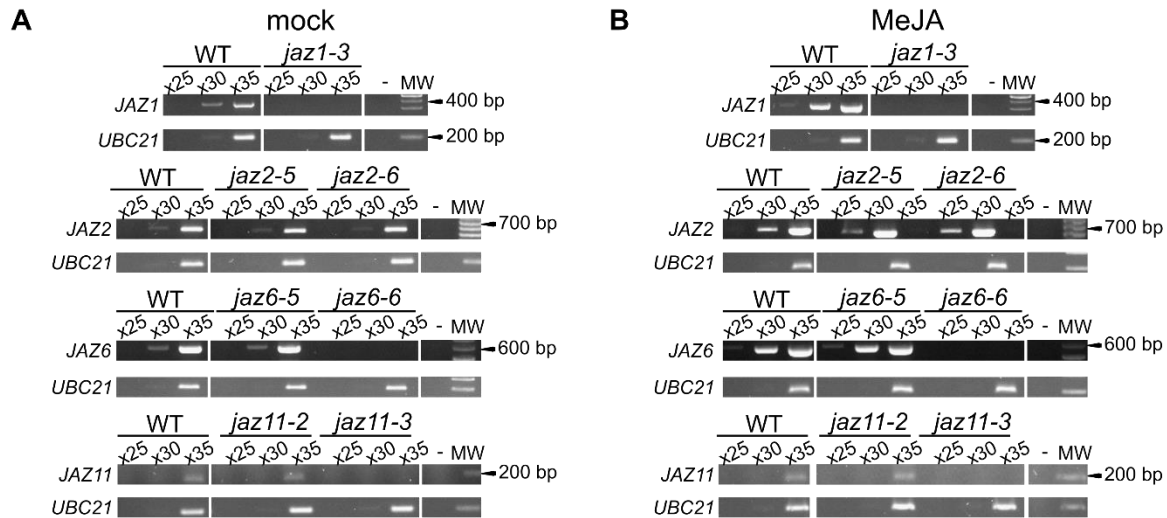 A
mock
WT jaz1-3
x25 x30 x35 x25 x30 x35 - MW
JAZ1 400 bp
UBC21 200 bp
WT jaz2-5 jaz2-6
x25 x30 x35 x25 x30 x35 x25 x30 x35 - MW
JAZ2 700 bp
UBC21
WT jaz6-5 jaz6-6
x25 x30 x35 x25 x30 x35 x25 x30 x35 - MW
JAZ6 600 bp
UBC21
WT jaz11-2 jaz11-3
x25 x30 x35 x25 x30 x35 x25 x30 x35 - MW
JAZ11 200 bp
UBC21
B
MeJA
WT jaz1-3
x25 x30 x35 x25 x30 x35 - MW
JAZ1 400 bp
UBC21 200 bp
WT jaz2-5 jaz2-6
x25 x30 x35 x25 x30 x35 x25 x30 x35 - MW
JAZ2 700 bp
UBC21
WT jaz6-5 jaz6-6
x25 x30 x35 x25 x30 x35 x25 x30 x35 - MW
JAZ6 600 bp
UBC21
WT jaz11-2 jaz11-3
x25 x30 x35 x25 x30 x35 x25 x30 x35 - MW
JAZ11 200 bp
UBC21